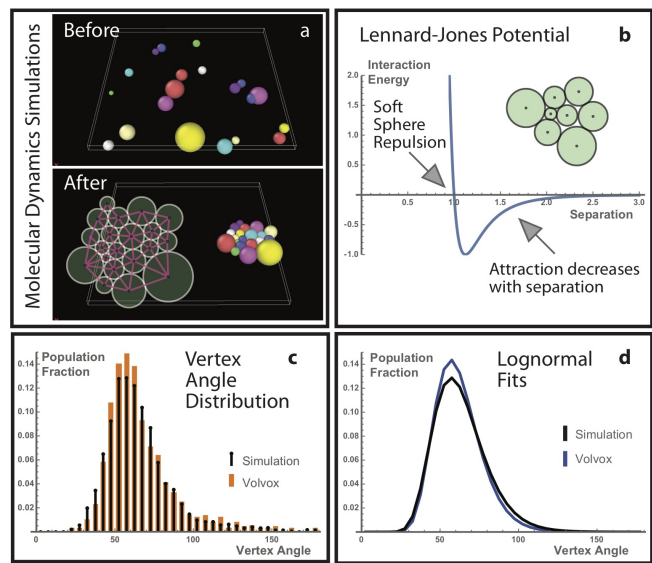 Molecular Dynamics Simulations
Before
a
After
Lennard-Jones Potential
b
Interaction
Energy
2.0
1.5
1.0
0.5
-0.5
-1.0
Soft
Sphere
Repulsion
0.5
1.0
1.5
2.0
2.5
3.0
Separation
Attraction decreases
with separation
Population
Fraction
Vertex
Angle
Distribution
c
0.14
0.12
0.10
0.08
0.06
0.04
0.02
Simulation
Volvox
0
50
100
150
Vertex Angle
Population
Fraction
Lognormal
Fits
d
0.14
0.12
0.10
0.08
0.06
0.04
0.02
Simulation
Volvox
0
50
100
150
Vertex Angle